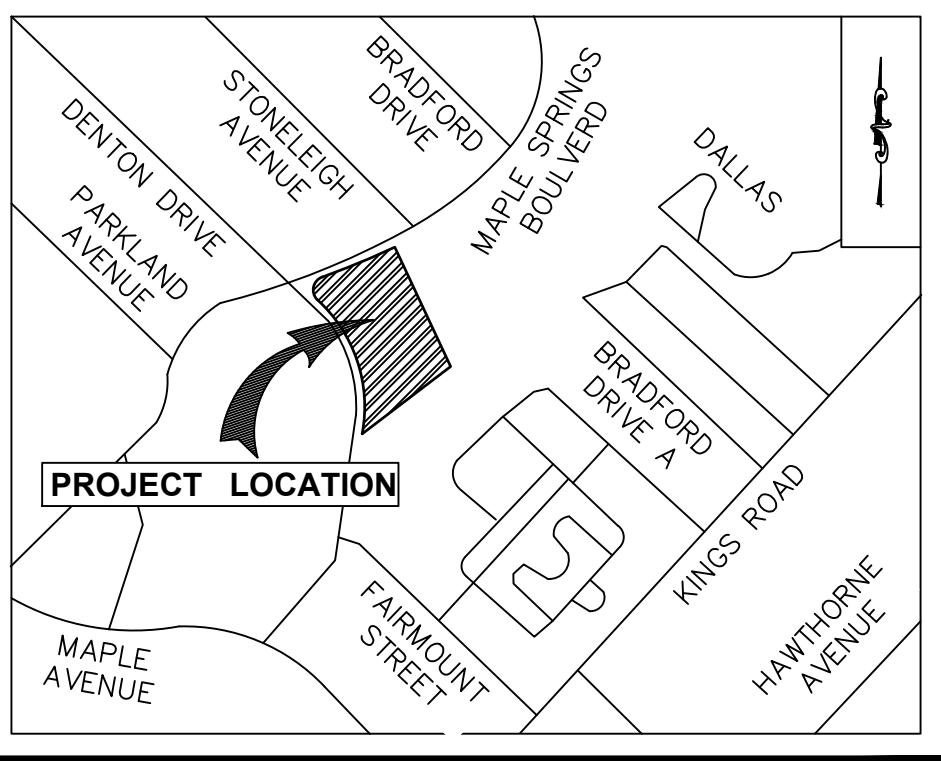 BRADFORD
DRIVE
STONELEIGH
AVENUE
DENTON DRIVE
PARKLAND
AVENUE
MAPLE SPRINGS
BOULVERD
DALLAS
BRADFORD
DRIVE A
PROJECT LOCATION
KINGS ROAD
HAWTHORNE
AVENUE
FAIRMOUNT
STREET
MAPLE
AVENUE